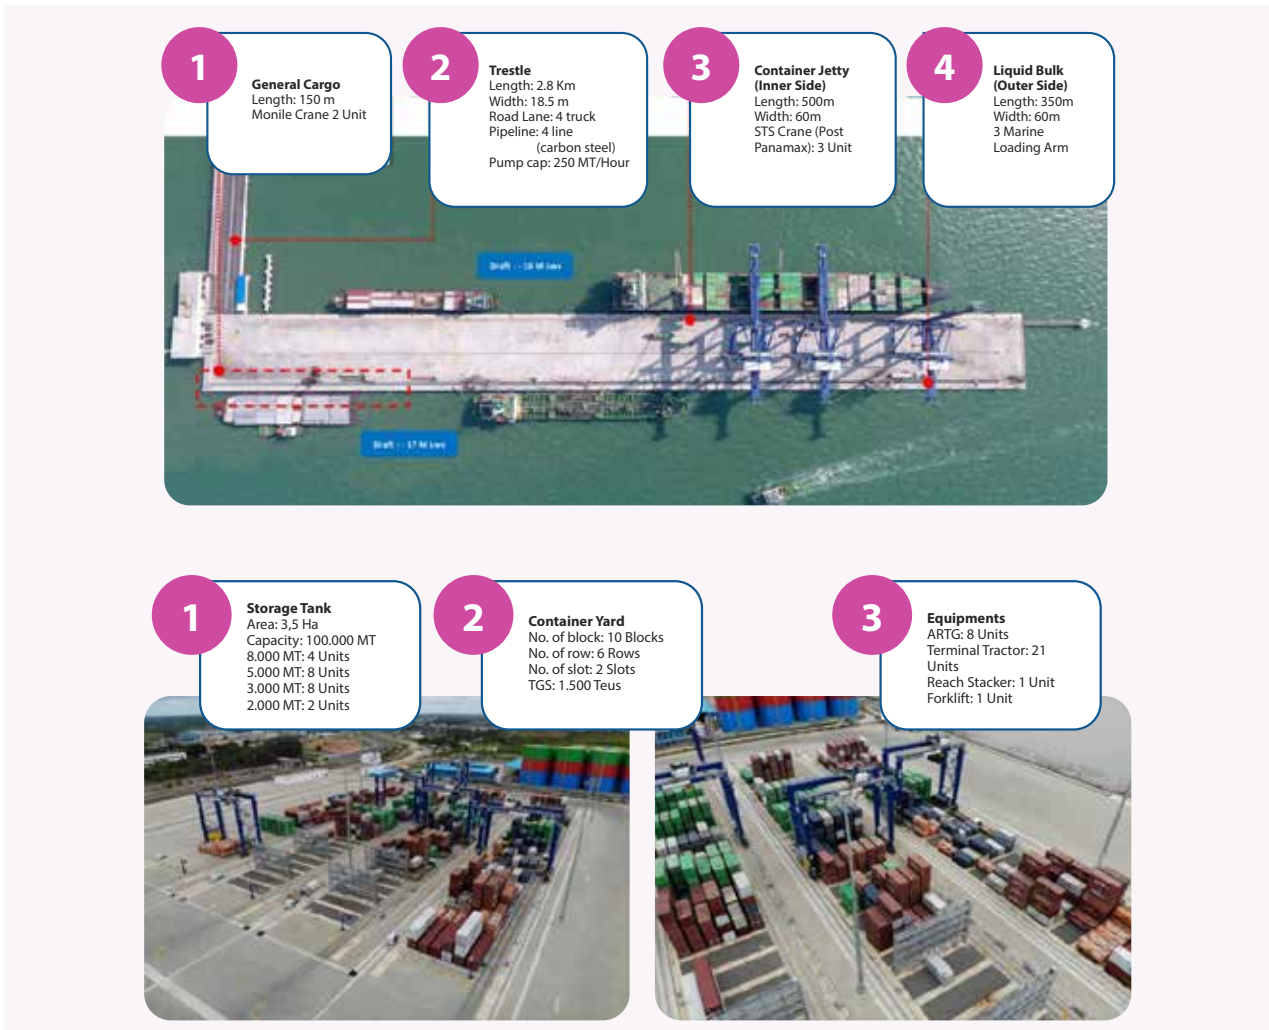 1
General Cargo
Length: 150 m
Monile Crane 2 Unit
2
Trestle
Length: 2.8 Km
Width: 18.5 m
Road Lane: 4 truck
Pipeline: 4 line
(carbon steel)
Pump cap: 250 MT/Hour
3
Container Jetty
(Inner Side)
Length: 500m
Width: 60m
STS Crane (Post
Panamax): 3 Unit
4
Liquid Bulk
(Outer Side)
Length: 350m
Width: 60m
3 Marine
Loading Arm
Draft
Draft
1
Storage Tank
Area: 3,5 Ha
Capacity: 100.000 MT
8.000 MT: 4 Units
5.000 MT: 8 Units
3.000 MT: 8 Units
2.000 MT: 2 Units
2
Container Yard
No. of block: 10 Blocks
No. of row: 6 Rows
No. of slot: 2 Slots
TGS: 1.500 Teus
3
Equipments
ARTG: 8 Units
Terminal Tractor: 21
Units
Reach Stacker: 1 Unit
Forklift: 1 Unit